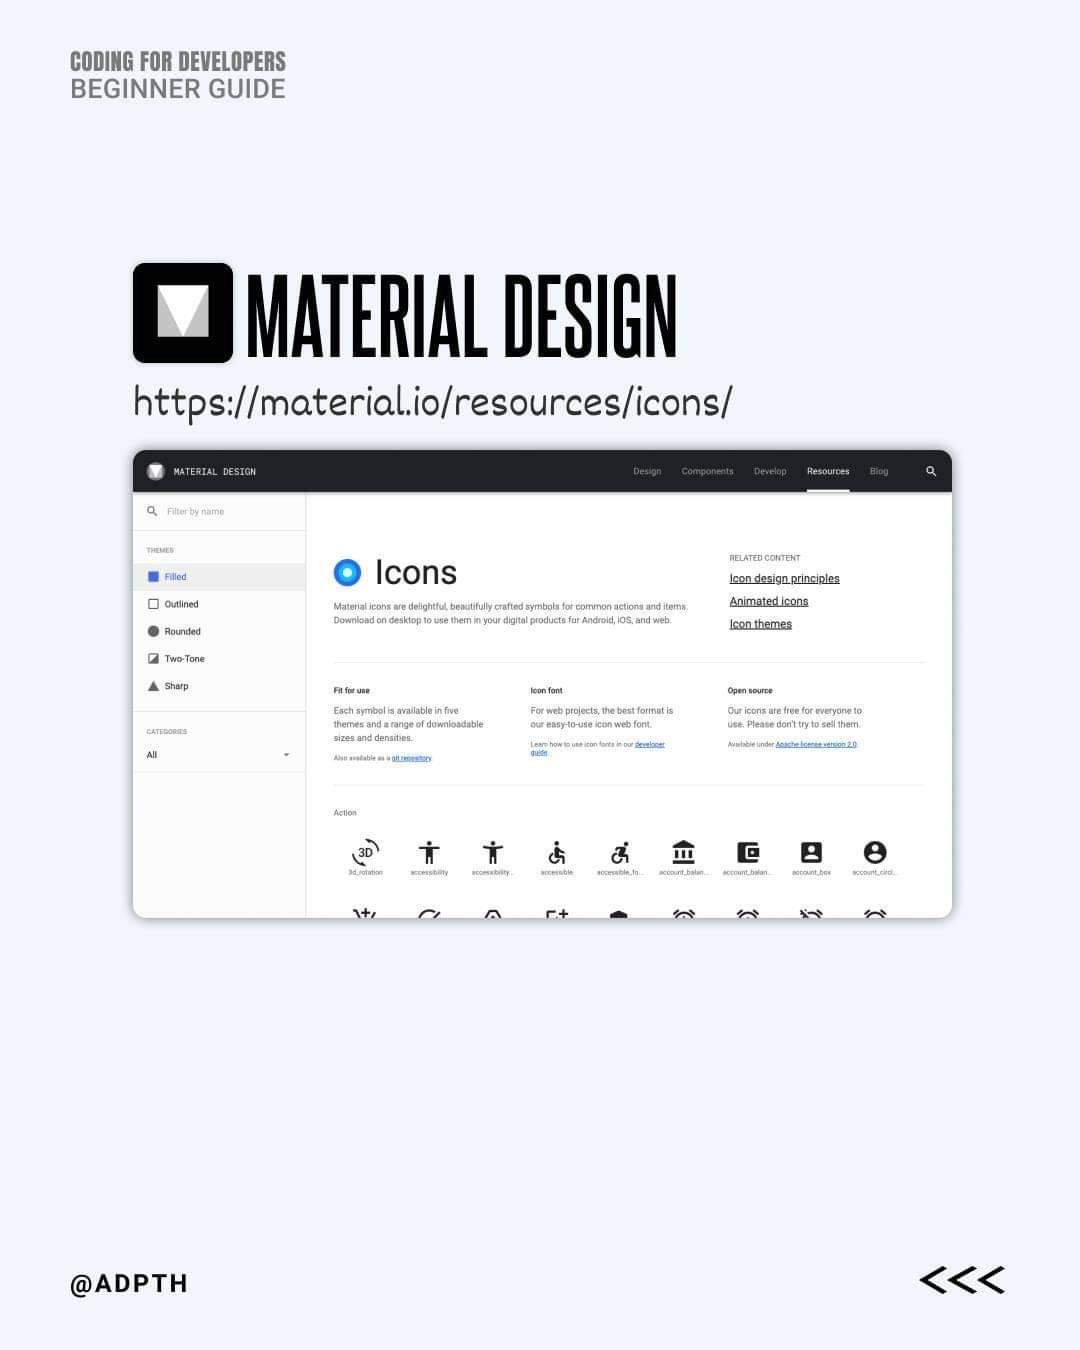 CODING FOR DEVELOPERS
BEGINNER GUIDE
MATERIAL DESIGN
https://material.io/resources/icons/
MATERIAL DESIGN
Design Components Develop Resources Blog
Filter by name
THEMES
Filled
Outlined
Rounded
Two-Tone
Sharp
CATEGORIES
All
Icons
Material icons are delightful, beautifully crafted symbols for common actions and items.
Download on desktop to use them in your digital products for Android, iOS, and web.
RELATED CONTENT
Icon design principles
Animated icons
Icon themes
Fit for use
Each symbol is available in five
themes and a range of downloadable
sizes and densities.
Also available as a git repository
Icon font
For web projects, the best format is
our easy-to-use icon web font.
Learn how to use icon fonts in our developer
guide
Open source
Our icons are free for everyone to
use. Please don't try to sell them.
Available under Apache license version 2.0
Action
3D
3d_rotation accessibility accessibility... accessible accessible_fo... account_balan... account_balan... account_box account_circl...
@ADPTH